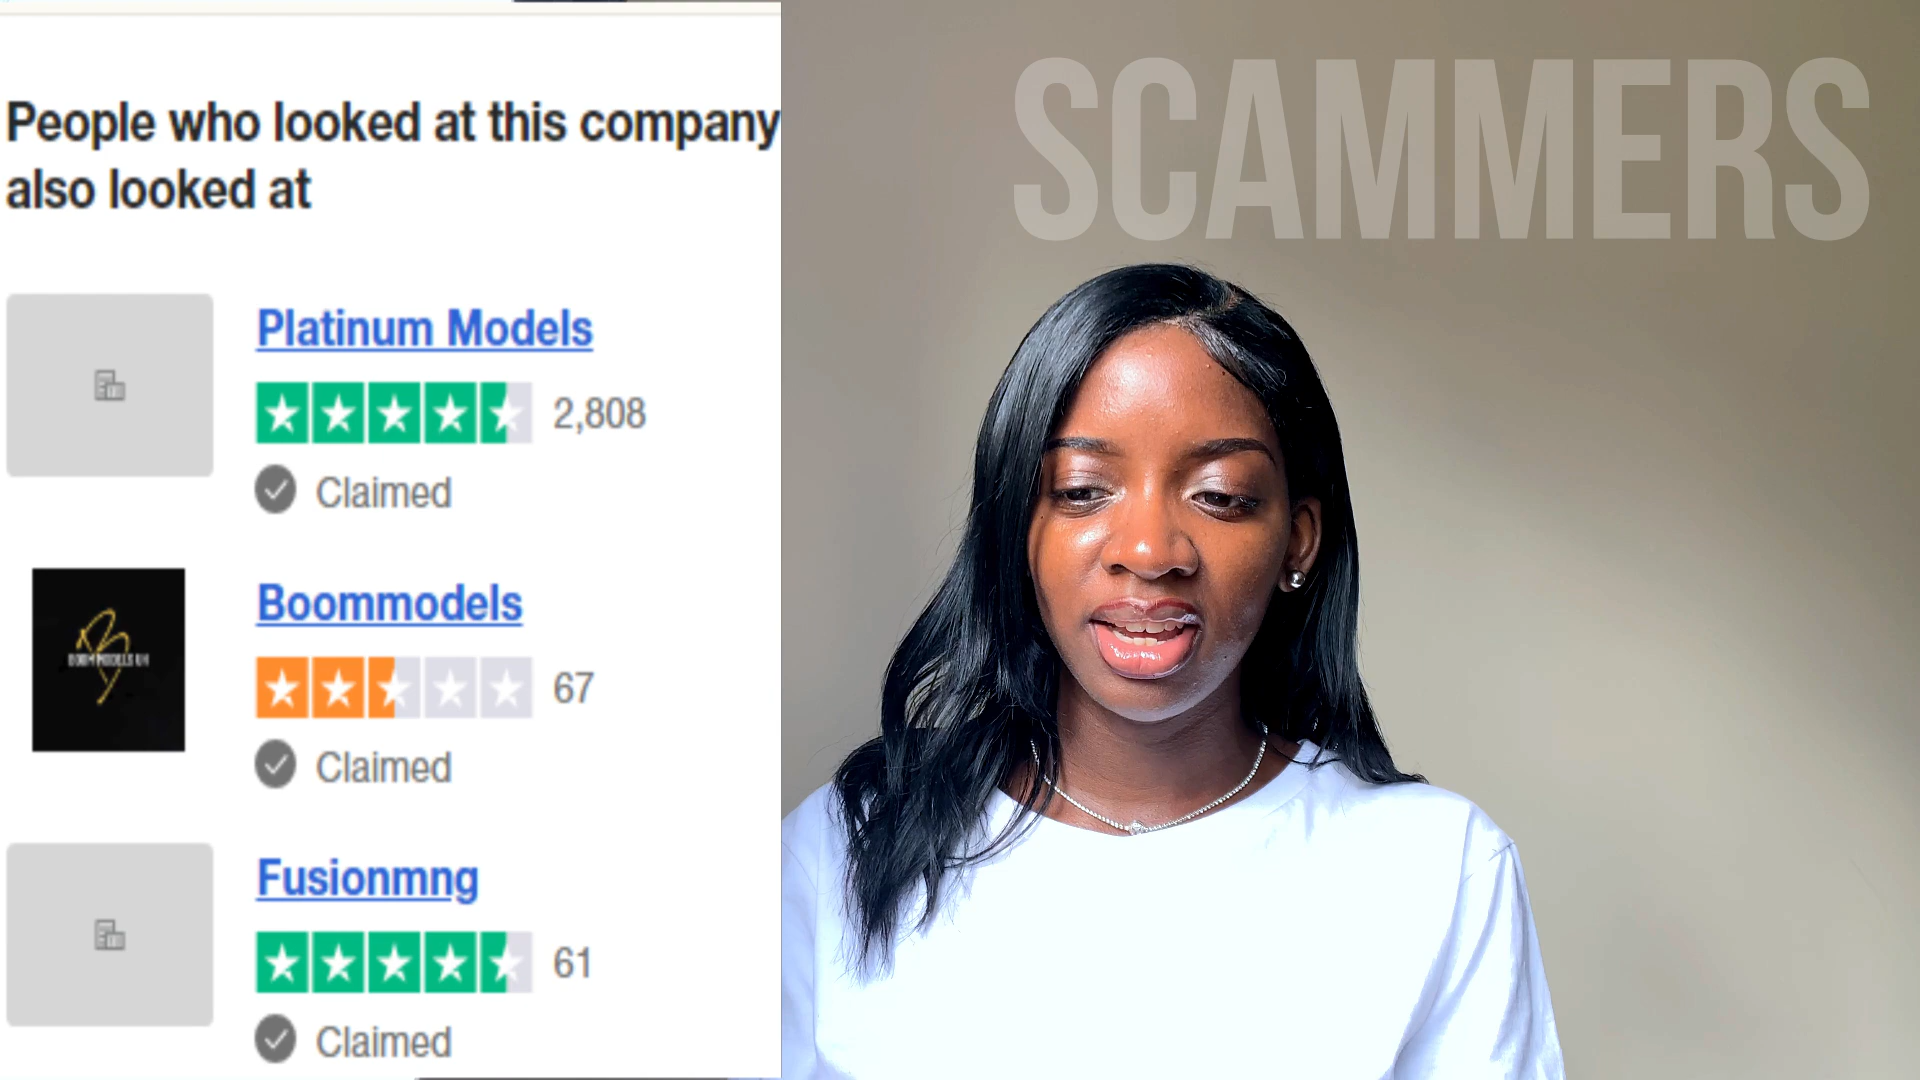 People who looked at this company
also looked at
Platinum Models
2,808
Claimed
Boommodels
67
Claimed
Fusionmng
61
Claimed
SCAMMERS